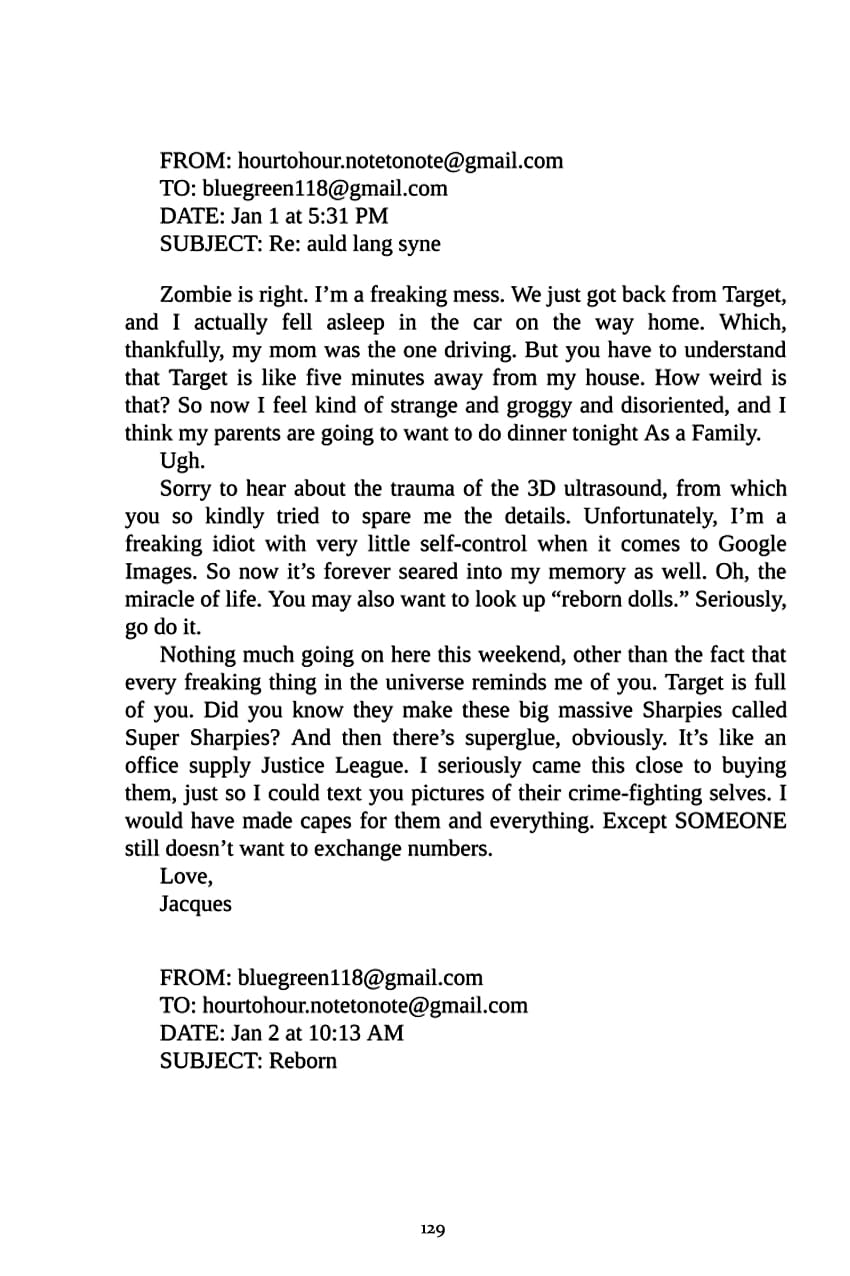 FROM: hourtohour.notetonote@gmail.com
TO: bluegreen118@gmail.com
DATE: Jan 1 at 5:31 PM
SUBJECT: Re: auld lang syne
Zombie is right. I’m a freaking mess. We just got back from Target,
and I actually fell asleep in the car on the way home. Which,
thankfully, my mom was the one driving. But you have to understand
that Target is like five minutes away from my house. How weird is
that? So now I feel kind of strange and groggy and disoriented, and I
think my parents are going to want to do dinner tonight As a Family.
Ugh.
Sorry to hear about the trauma of the 3D ultrasound, from which
you so kindly tried to spare me the details. Unfortunately, I’m a
freaking idiot with very little self-control when it comes to Google
Images. So now it’s forever seared into my memory as well. Oh, the
miracle of life. You may also want to look up “reborn dolls.” Seriously,
go do it.
Nothing much going on here this weekend, other than the fact that
every freaking thing in the universe reminds me of you. Target is full
of you. Did you know they make these big massive Sharpies called
Super Sharpies? And then there’s superglue, obviously. It’s like an
office supply Justice League. I seriously came this close to buying
them, just so I could text you pictures of their crime-fighting selves. I
would have made capes for them and everything. Except SOMEONE
still doesn’t want to exchange numbers.
Love,
Jacques
FROM: bluegreen118@gmail.com
TO: hourtohour.notetonote@gmail.com
DATE: Jan 2 at 10:13 AM
SUBJECT: Reborn
129